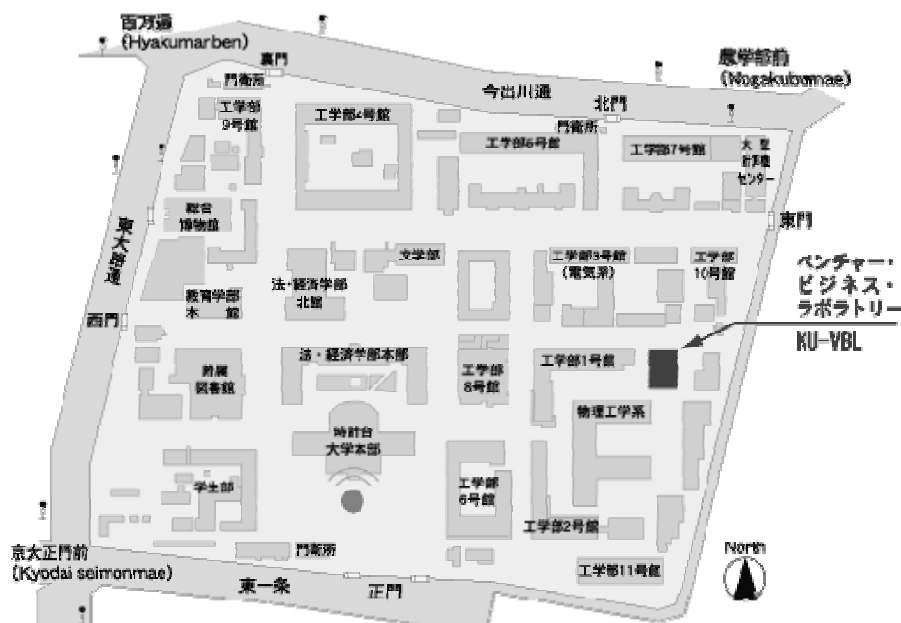 百万遍
(Hyakumanben)
農学部前
(Nogakubumae)
裏門
門衛所
今出川通
北門
門衛所
工学部
9号館
工学部4号館
工学部6号館
工学部7号館
大型
計算機
センター
東門
総合
博物館
東大路通
文学部
工学部3号館
(電気系)
工学部
10号館
ベンチャー・
ビジネス・
ラボラトリー
KU-VBL
法・経済学部
北館
教育学部
本館
西門
附属
図書館
法・経済学部本部
工学部
8号館
工学部1号館
物理工学系
時計台
大学本部
学生部
工学部
6号館
工学部2号館
工学部11号館
門衛所
京大正門前
(Kyodai seimonmae)
東一条
正門
North